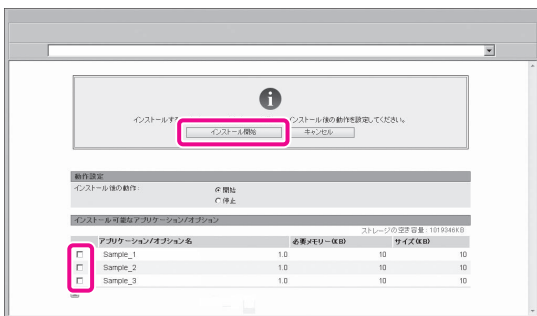 インストールす
ンストール後の動作を設定してください。
インストール開始
キャンセル
動作設定
インストール後の動作:
開始
停止
インストール可能なアプリケーション/オプション
ストレージの空き容量: 1019346KB
アプリケーション/オプション名 必要メモリー(KB) サイズ(KB)
Sample_1 1.0 10 10
Sample_2 1.0 10 10
Sample_3 1.0 10 10